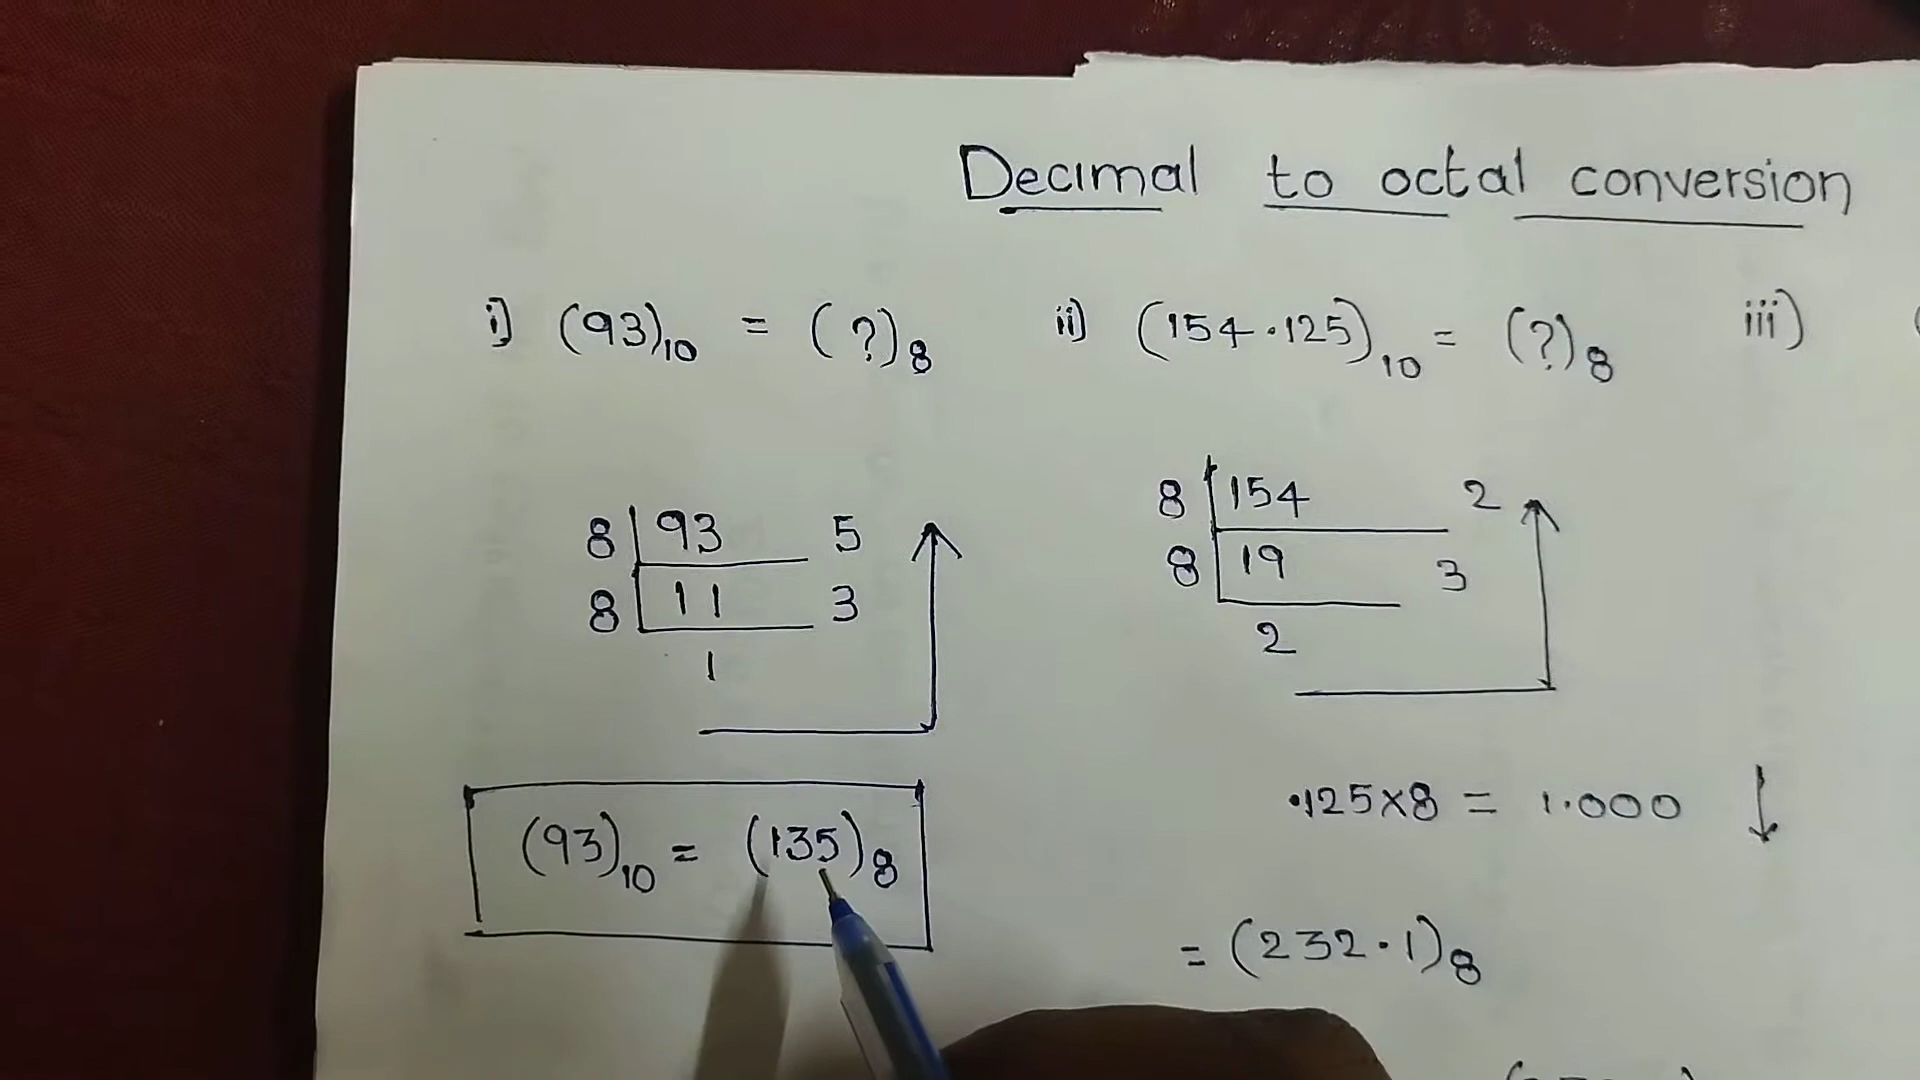 Decimal to octal conversion
i) (93)10 = (?)8
8 93 5
8 11 3
1
(93)10 = (135)8
ii) (154.125)10 = (?)8
8 154 2
8 19 3
2
.125×8 = 1.000 ↓
= (232.1)8
iii)